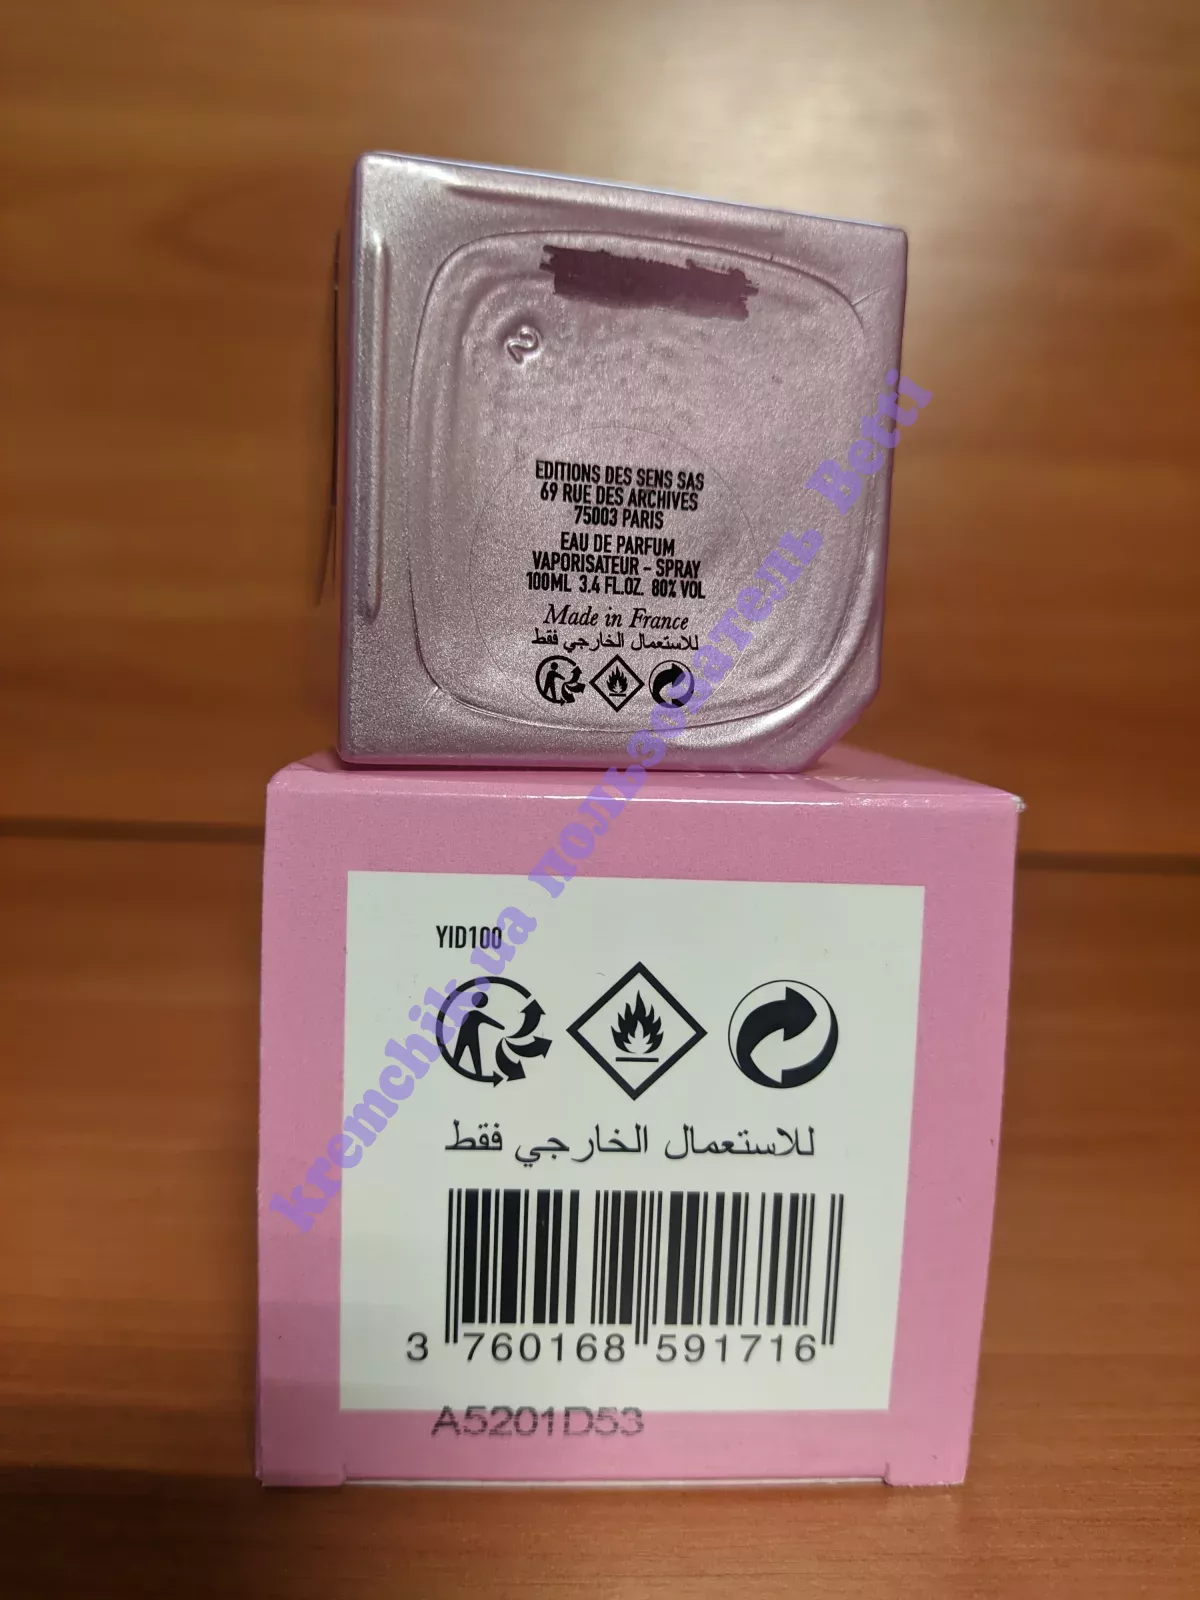 2
EDITIONS DES SENS SAS
69 RUE DES ARCHIVES
75003 PARIS
EAU DE PARFUM
VAPORISATEUR - SPRAY
100ML 3.4 FL.OZ. 80% VOL
Made in France
للاستعمال الخارجي فقط
YID100
للاستعمال الخارجي فقط
3 760168 591716
A5201D53
kremchik.ua пользователь Betti